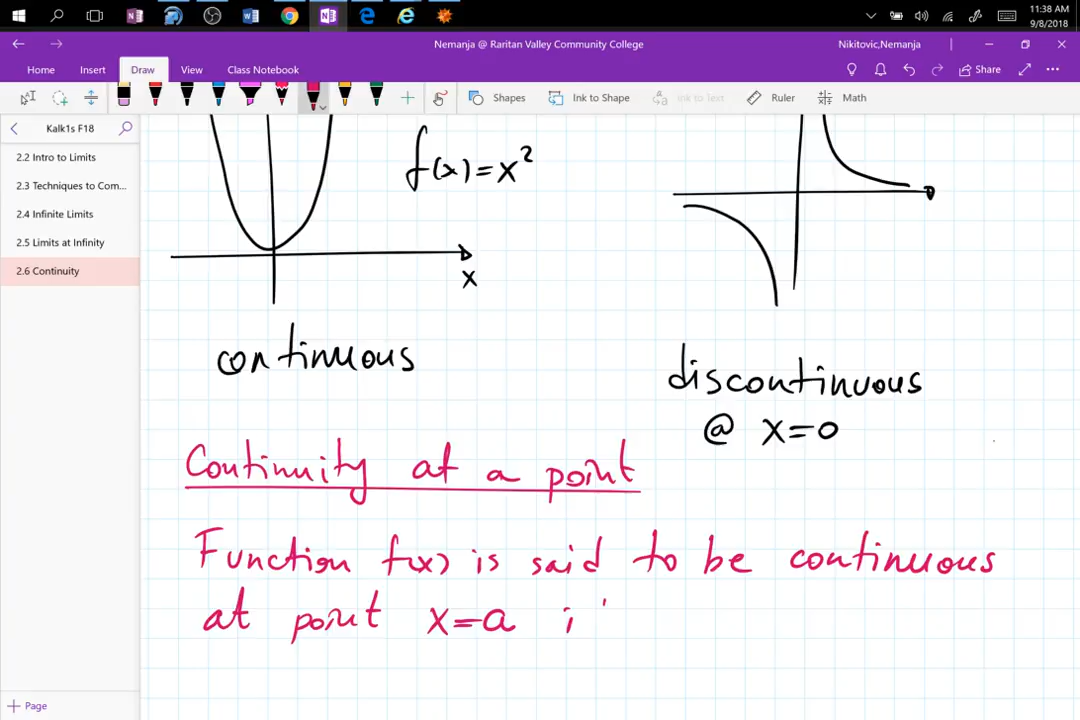 11:38 AM
9/8/2018
Nemanja @ Raritan Valley Community College
Nikitovic,Nemanja
Home Insert Draw View Class Notebook
Share
Shapes Ink to Shape Ink to Text Ruler Math
Kalk1s F18
2.2 Intro to Limits
2.3 Techniques to Com...
2.4 Infinite Limits
2.5 Limits at Infinity
2.6 Continuity
f(x)=x²
x
continuous
discontinuous
@ x=0
Continuity at a point
Function f(x) is said to be continuous
at point x=a i
Page